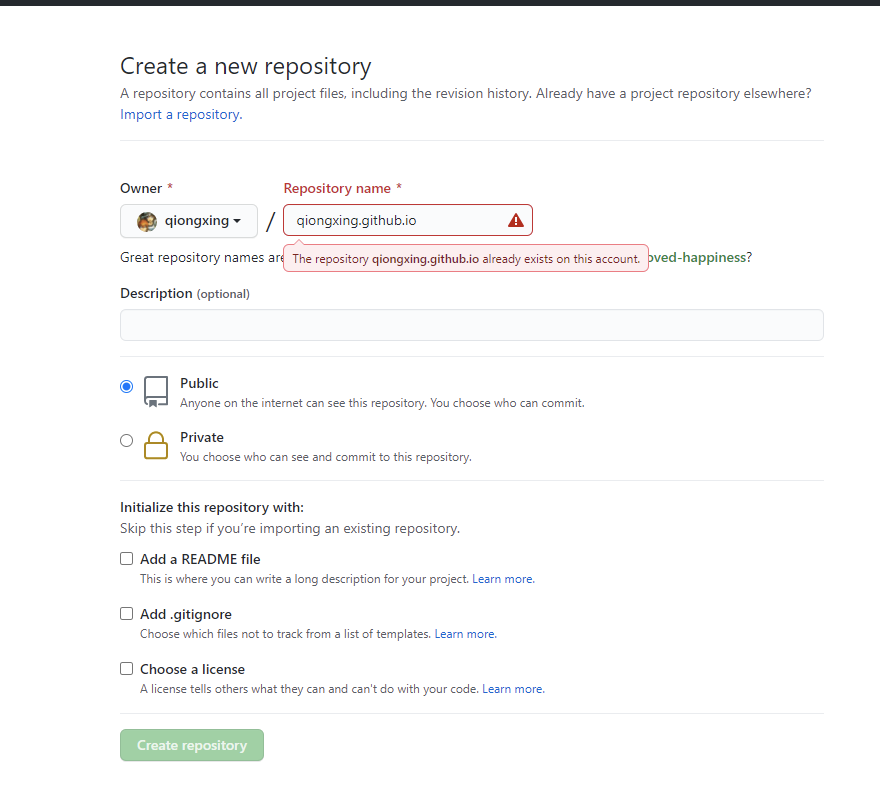 Create a new repository
A repository contains all project files, including the revision history. Already have a project repository elsewhere?
Import a repository.
Owner *
Repository name *
qiongxing
/
qiongxing.github.io
Great repository names are
The repository qiongxing.github.io already exists on this account.
oved-happiness?
Description (optional)
Public
Anyone on the internet can see this repository. You choose who can commit.
Private
You choose who can see and commit to this repository.
Initialize this repository with:
Skip this step if you’re importing an existing repository.
Add a README file
This is where you can write a long description for your project. Learn more.
Add .gitignore
Choose which files not to track from a list of templates. Learn more.
Choose a license
A license tells others what they can and can't do with your code. Learn more.
Create repository